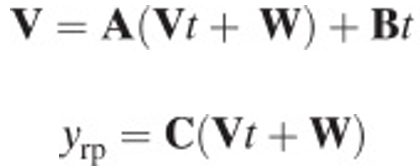 V = A(Vt + W) + Bt
y_rp = C(Vt + W)